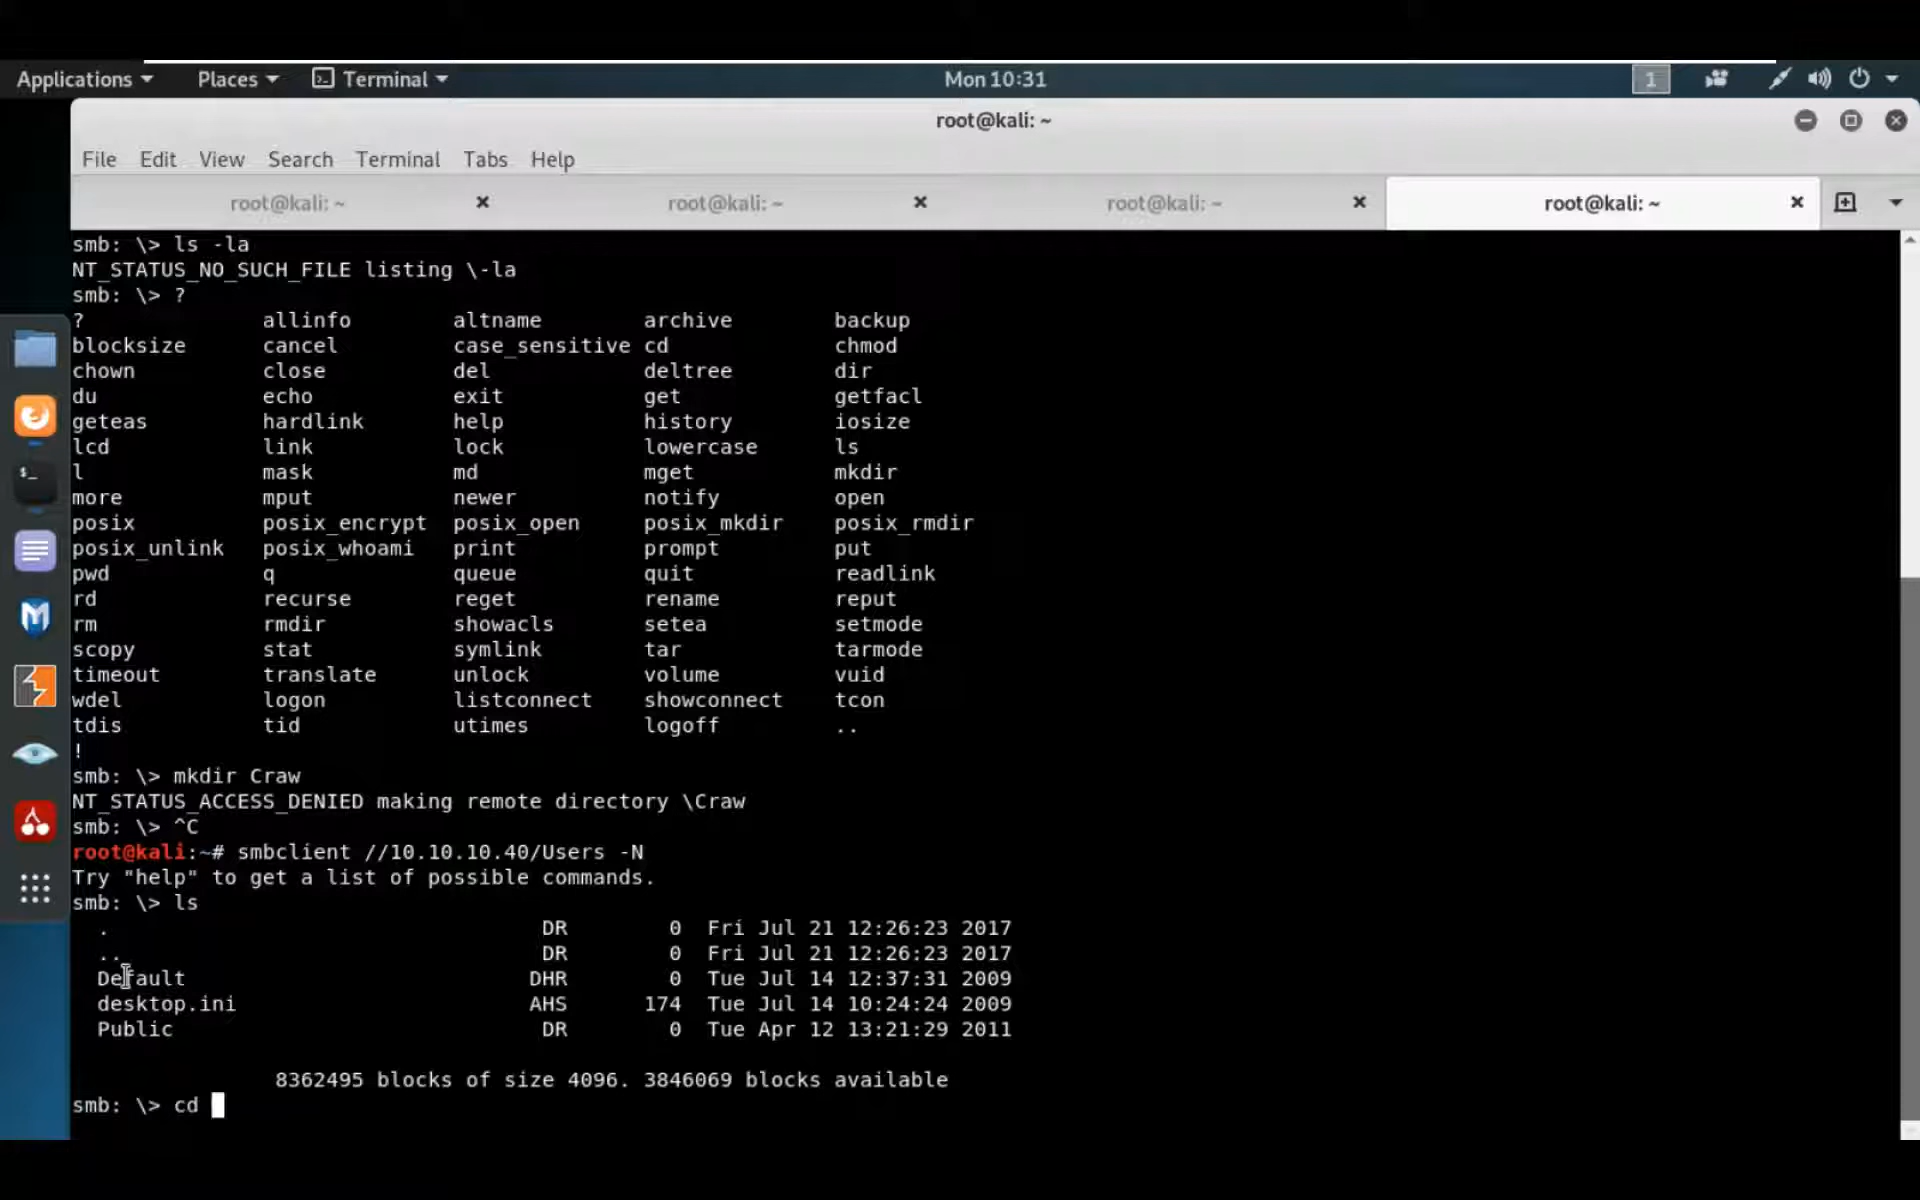 Applications Places Terminal Mon 10:31 1
root@kali: ~
File Edit View Search Terminal Tabs Help
root@kali: ~ root@kali: ~ root@kali: ~ root@kali: ~
smb: \> ls -la
NT_STATUS_NO_SUCH_FILE listing \-la
smb: \> ?
? allinfo altname archive backup
blocksize cancel case_sensitive cd chmod
chown close del deltree dir
du echo exit get getfacl
geteas hardlink help history iosize
lcd link lock lowercase ls
l mask md mget mkdir
more mput newer notify open
posix posix_encrypt posix_open posix_mkdir posix_rmdir
posix_unlink posix_whoami print prompt put
pwd q queue quit readlink
rd recurse reget rename reput
rm rmdir showacls setea setmode
scopy stat symlink tar tarmode
timeout translate unlock volume vuid
wdel logon listconnect showconnect tcon
tdis tid utimes logoff ..
!
smb: \> mkdir Craw
NT_STATUS_ACCESS_DENIED making remote directory \Craw
smb: \> ^C
root@kali:~# smbclient //10.10.10.40/Users -N
Try "help" to get a list of possible commands.
smb: \> ls
. DR 0 Fri Jul 21 12:26:23 2017
.. DR 0 Fri Jul 21 12:26:23 2017
Default DHR 0 Tue Jul 14 12:37:31 2009
desktop.ini AHS 174 Tue Jul 14 10:24:24 2009
Public DR 0 Tue Apr 12 13:21:29 2011
8362495 blocks of size 4096. 3846069 blocks available
smb: \> cd